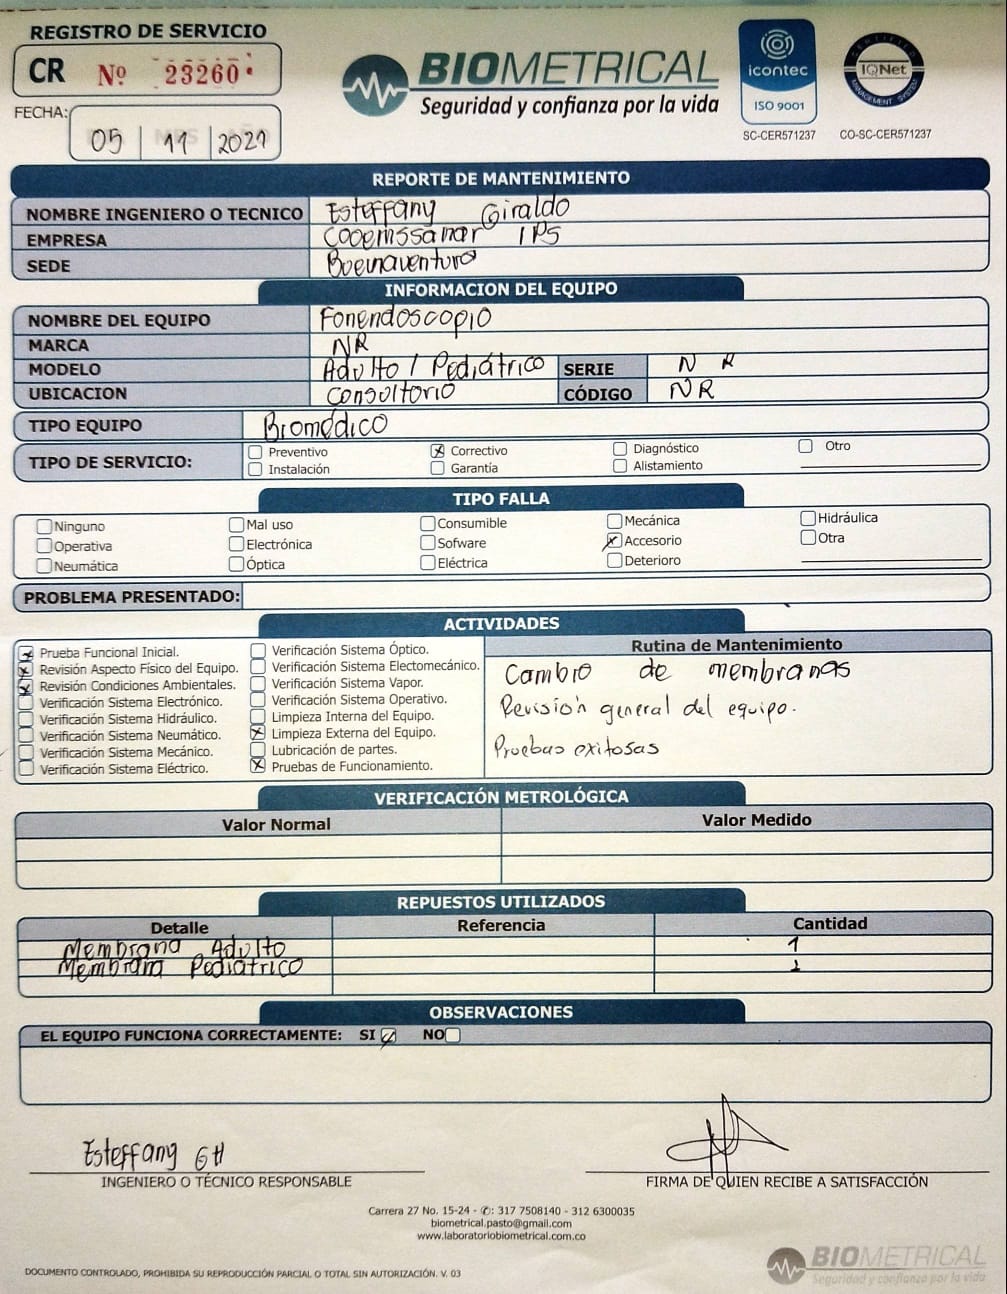 REGISTRO DE SERVICIO
CR Nº 23260
BIOMETRICAL
Seguridad y confianza por la vida
icontec
ISO 9001
SC-CER571237
CERTIFIED
IQNet
MANAGEMENT SYSTEM
CO-SC-CER571237
FECHA: 05 | 11 | 2021
REPORTE DE MANTENIMIENTO
NOMBRE INGENIERO O TECNICO Esteffany Giraldo
EMPRESA Cooemssanar IPS
SEDE Buenaventura
INFORMACION DEL EQUIPO
NOMBRE DEL EQUIPO Fonendoscopio
MARCA NR
MODELO Adulto / Pediátrico SERIE N R
UBICACION Consultorio CÓDIGO NR
TIPO EQUIPO Biomédico
TIPO DE SERVICIO:
Preventivo Correctivo Diagnóstico Otro
Instalación Garantía Alistamiento
TIPO FALLA
Ninguno Mal uso Consumible Mecánica Hidráulica
Operativa Electrónica Sofware Accesorio Otra
Neumática Óptica Eléctrica Deterioro
PROBLEMA PRESENTADO:
ACTIVIDADES
Prueba Funcional Inicial.
Revisión Aspecto Físico del Equipo.
Revisión Condiciones Ambientales.
Verificación Sistema Electrónico.
Verificación Sistema Hidráulico.
Verificación Sistema Neumático.
Verificación Sistema Mecánico.
Verificación Sistema Eléctrico.
Verificación Sistema Óptico.
Verificación Sistema Electomecánico.
Verificación Sistema Vapor.
Verificación Sistema Operativo.
Limpieza Interna del Equipo.
Limpieza Externa del Equipo.
Lubricación de partes.
Pruebas de Funcionamiento.
Rutina de Mantenimiento
Cambio de membranas
Revisión general del equipo.
Pruebas exitosas
VERIFICACIÓN METROLÓGICA
Valor Normal Valor Medido
REPUESTOS UTILIZADOS
Detalle Referencia Cantidad
Membrana Adulto 1
Membrana Pediátrico 1
OBSERVACIONES
EL EQUIPO FUNCIONA CORRECTAMENTE: SI NO
Esteffany GH
INGENIERO O TÉCNICO RESPONSABLE
FIRMA DE QUIEN RECIBE A SATISFACCIÓN
Carrera 27 No. 15-24 - ✆: 317 7508140 - 312 6300035
biometrical.pasto@gmail.com
www.laboratoriobiometrical.com.co
BIOMETRICAL
Seguridad y confianza por la vida
DOCUMENTO CONTROLADO, PROHIBIDA SU REPRODUCCIÓN PARCIAL O TOTAL SIN AUTORIZACIÓN. V. 03